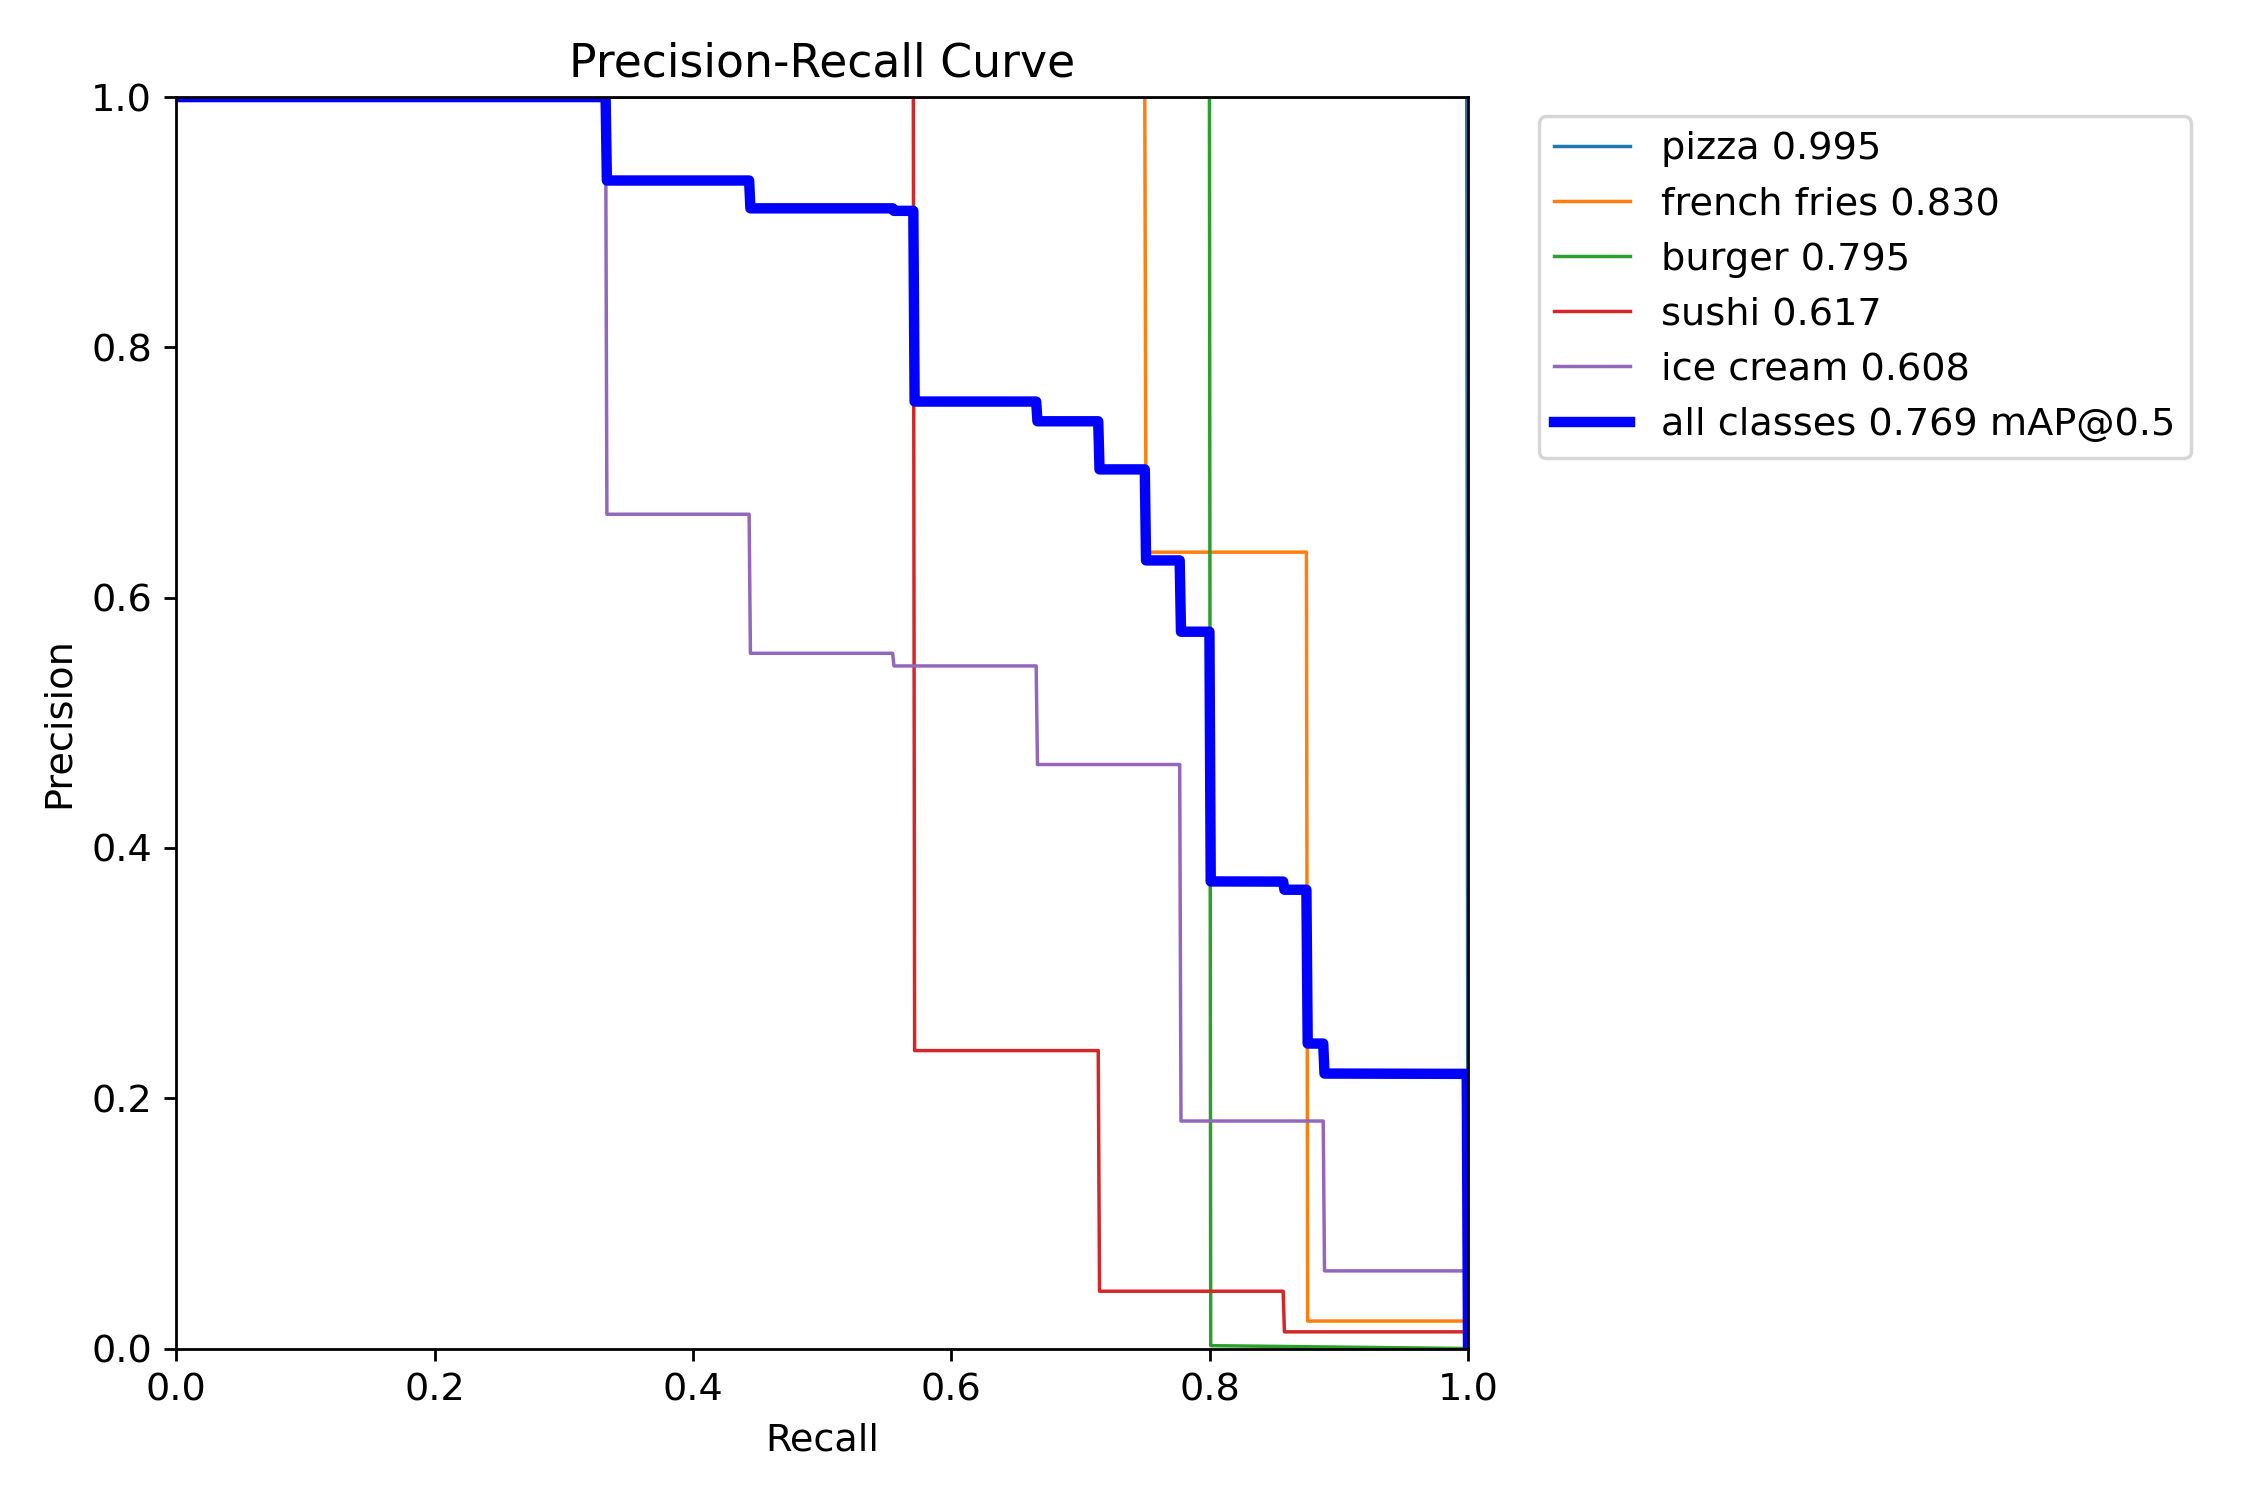 Precision-Recall Curve
1.0
0.8
0.6
0.4
0.2
0.0
Precision
0.0 0.2 0.4 0.6 0.8 1.0
Recall
pizza 0.995
french fries 0.830
burger 0.795
sushi 0.617
ice cream 0.608
all classes 0.769 mAP@0.5